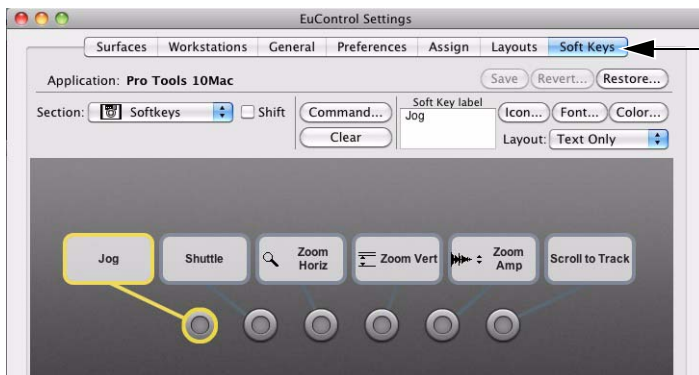 EuControl Settings
Surfaces Workstations General Preferences Assign Layouts Soft Keys
Application: Pro Tools 10Mac
Save Revert... Restore...
Section: Softkeys Shift
Command...
Clear
Soft Key label
Jog
Icon... Font... Color...
Layout: Text Only
Jog
Shuttle
Zoom
Horiz
Zoom Vert
Zoom
Amp
Scroll to Track